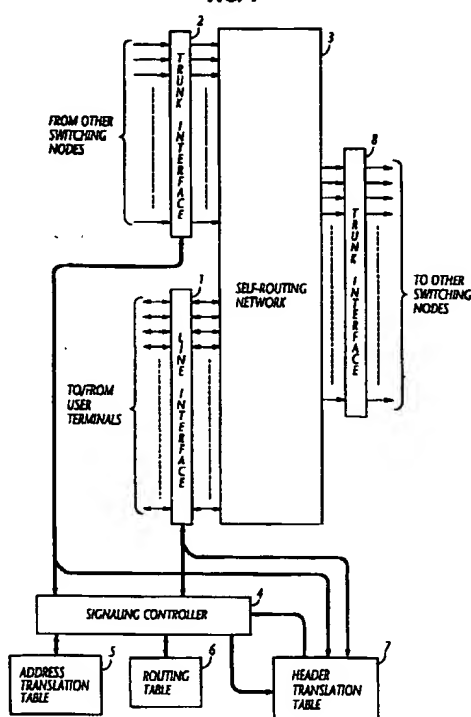 2
3
TRUNK INTERFACE
FROM OTHER
SWITCHING
NODES
8
TRUNK INTERFACE
SELF-ROUTING
NETWORK
TO OTHER
SWITCHING
NODES
1
LINE INTERFACE
TO/FROM
USER
TERMINALS
4
SIGNALING CONTROLLER
5
ADDRESS
TRANSLATION
TABLE
6
ROUTING
TABLE
7
HEADER
TRANSLATION
TABLE